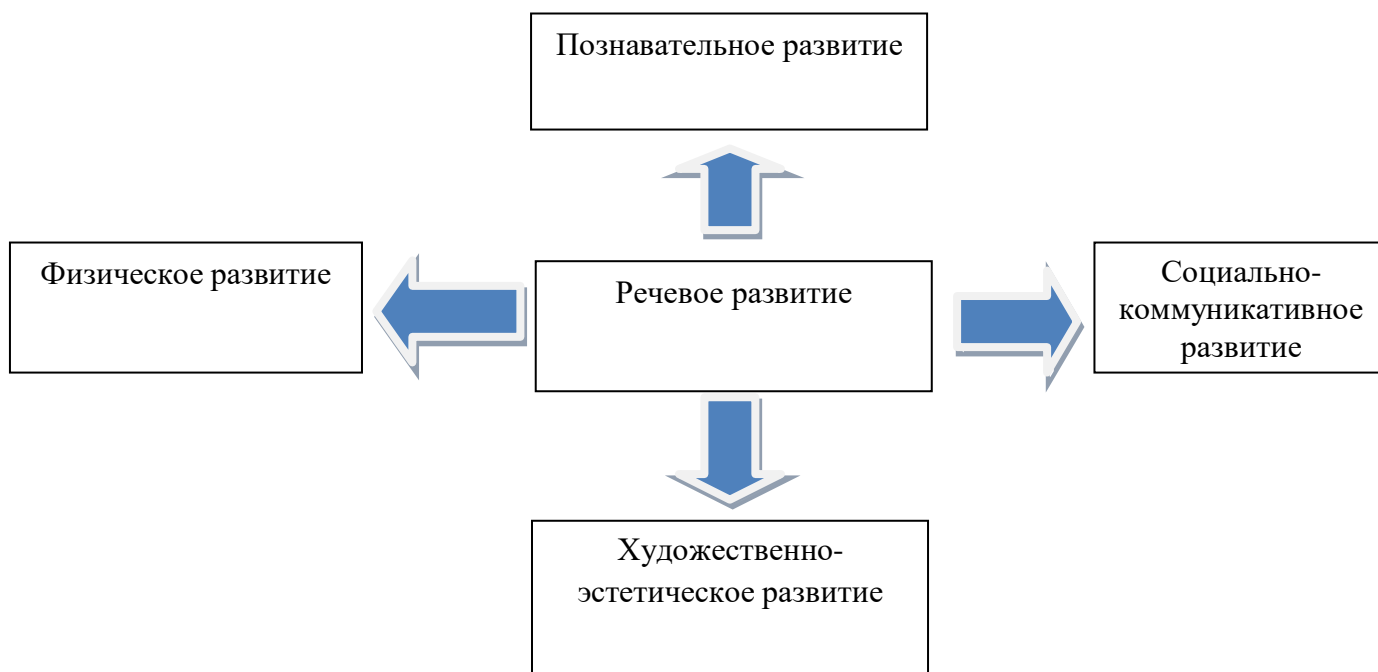 Познавательное развитие
Физическое развитие
Речевое развитие
Социально-
коммуникативное
развитие
Художественно-
эстетическое развитие